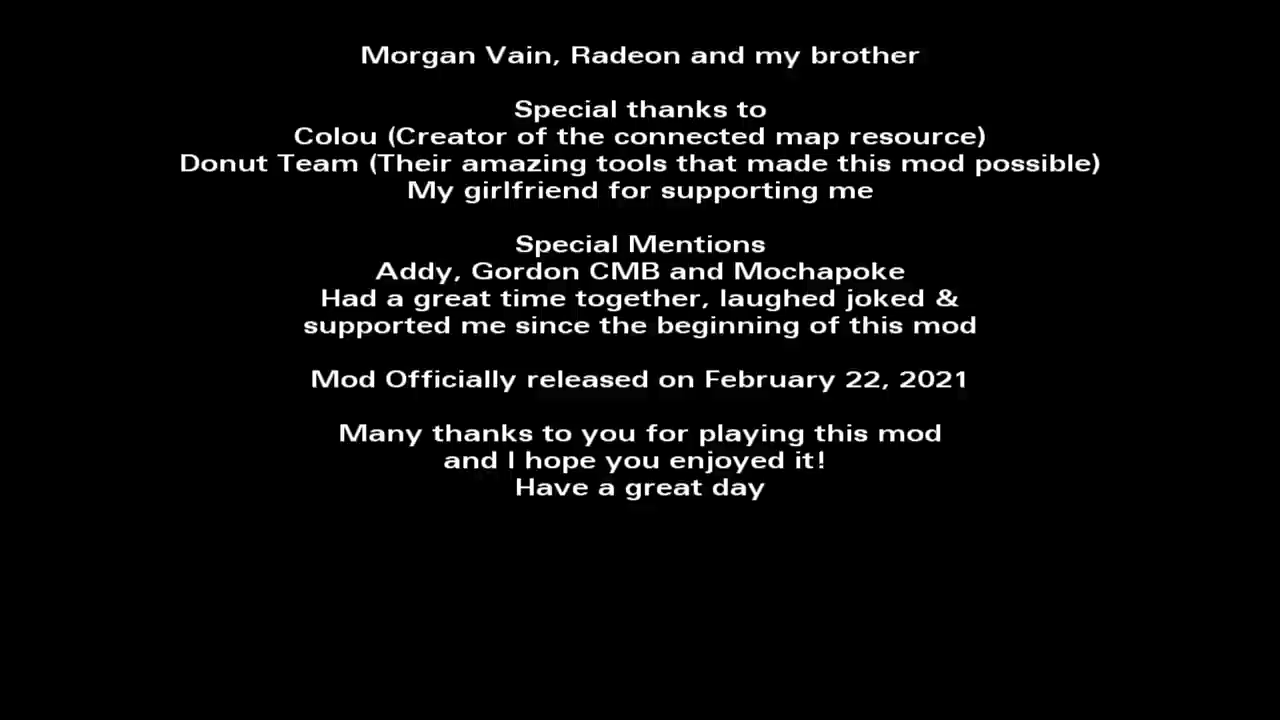 Morgan Vain, Radeon and my brother
Special thanks to
Colou (Creator of the connected map resource)
Donut Team (Their amazing tools that made this mod possible)
My girlfriend for supporting me
Special Mentions
Addy, Gordon CMB and Mochapoke
Had a great time together, laughed joked &
supported me since the beginning of this mod
Mod Officially released on February 22, 2021
Many thanks to you for playing this mod
and I hope you enjoyed it!
Have a great day